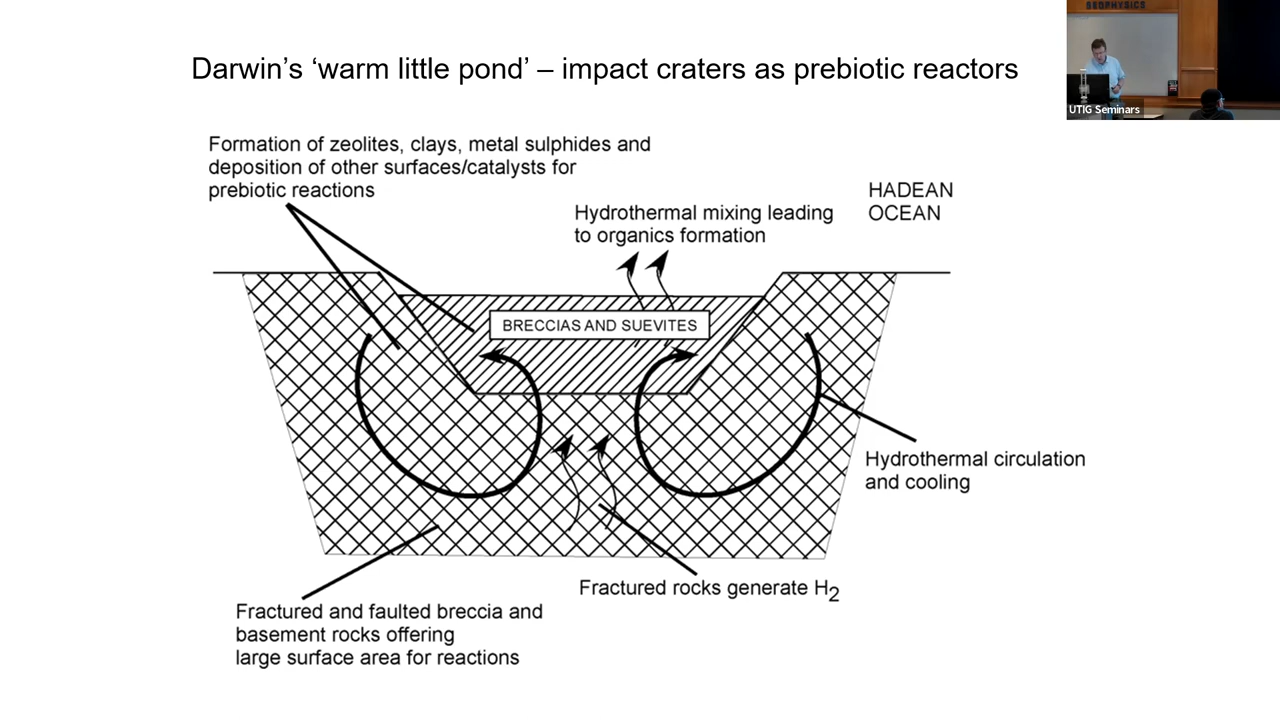 Darwin’s ‘warm little pond’ – impact craters as prebiotic reactors
GEOPHYSICS
UTIG Seminars
Formation of zeolites, clays, metal sulphides and
deposition of other surfaces/catalysts for
prebiotic reactions
HADEAN
OCEAN
Hydrothermal mixing leading
to organics formation
BRECCIAS AND SUEVITES
Hydrothermal circulation
and cooling
Fractured rocks generate H2
Fractured and faulted breccia and
basement rocks offering
large surface area for reactions